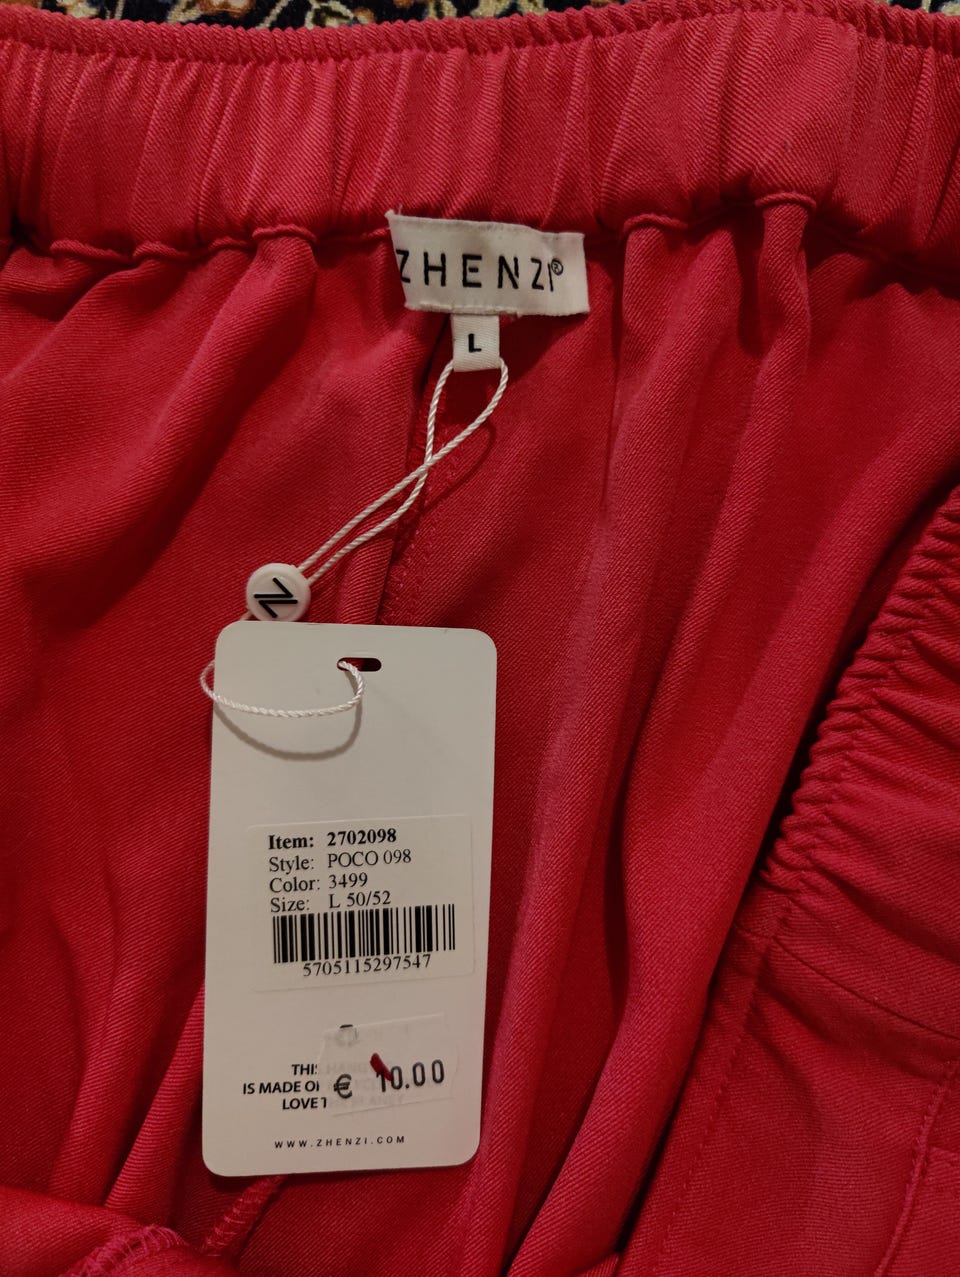 ZHENZI®
L
Item: 2702098
Style: POCO 098
Color: 3499
Size: L 50/52
5705115297547
€ 10.00
THIS
IS MADE OF
LOVE
WWW.ZHENZI.COM